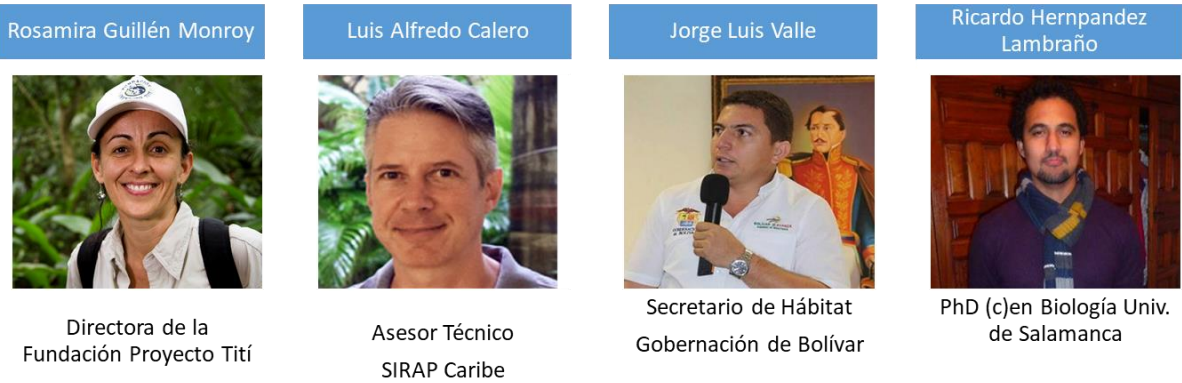 Rosamira Guillén Monroy
Luis Alfredo Calero
Jorge Luis Valle
Ricardo Hernpandez
Lambraño
Directora de la
Fundación Proyecto Tití
Asesor Técnico
SIRAP Caribe
Secretario de Hábitat
Gobernación de Bolívar
PhD (c)en Biología Univ.
de Salamanca